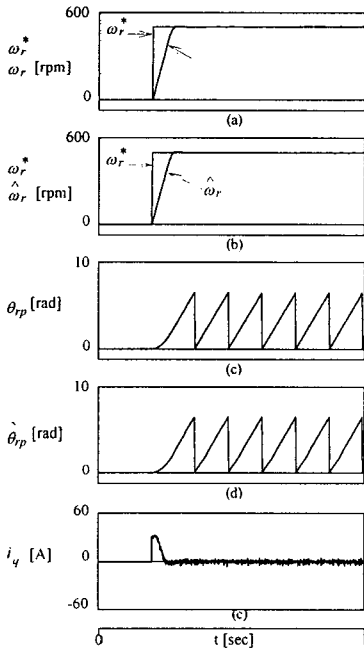 600
ω_r^*
ω_r^*
ω_r [rpm]
0
(a)
600
ω_r^*
ω_r^*
ω̂_r [rpm]
ω̂_r
0
(b)
10
θ_rp [rad]
0
(c)
10
θ̀_rp [rad]
0
(d)
60
i_q [A]
0
-60
(e)
0
t [sec]